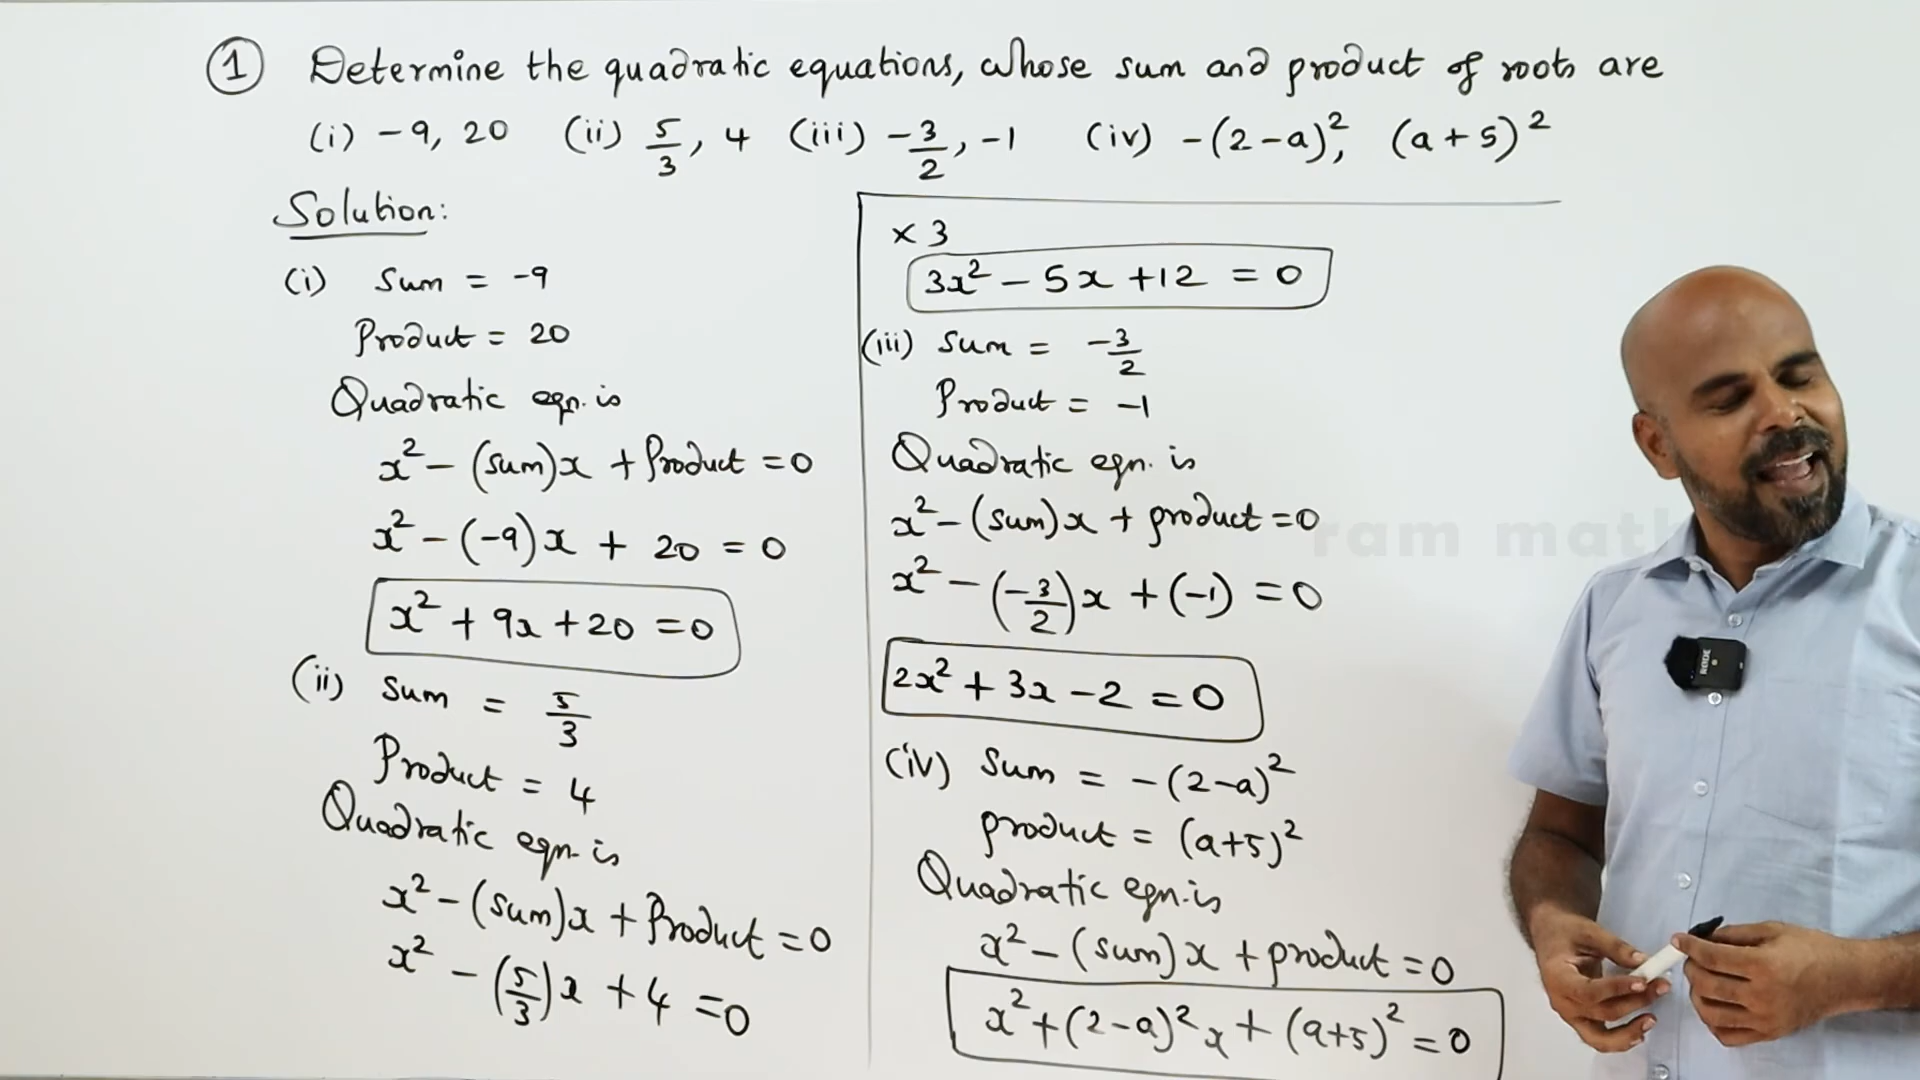 ① Determine the quadratic equations, whose sum and product of roots are
(i) -9, 20 (ii) 5/3, 4 (iii) -3/2, -1 (iv) -(2-a)², (a+5)²
Solution:
(i) Sum = -9
Product = 20
Quadratic eqn. is
x² - (sum)x + Product = 0
x² - (-9)x + 20 = 0
x² + 9x + 20 = 0
(ii) Sum = 5/3
Product = 4
Quadratic eqn. is
x² - (sum)x + Product = 0
x² - (5/3)x + 4 = 0
× 3
3x² - 5x + 12 = 0
(iii) Sum = -3/2
Product = -1
Quadratic eqn. is
x² - (sum)x + product = 0
x² - (-3/2)x + (-1) = 0
2x² + 3x - 2 = 0
(iv) Sum = -(2-a)²
product = (a+5)²
Quadratic eqn. is
x² - (sum)x + product = 0
x² + (2-a)²x + (a+5)² = 0
ram mat
RODE